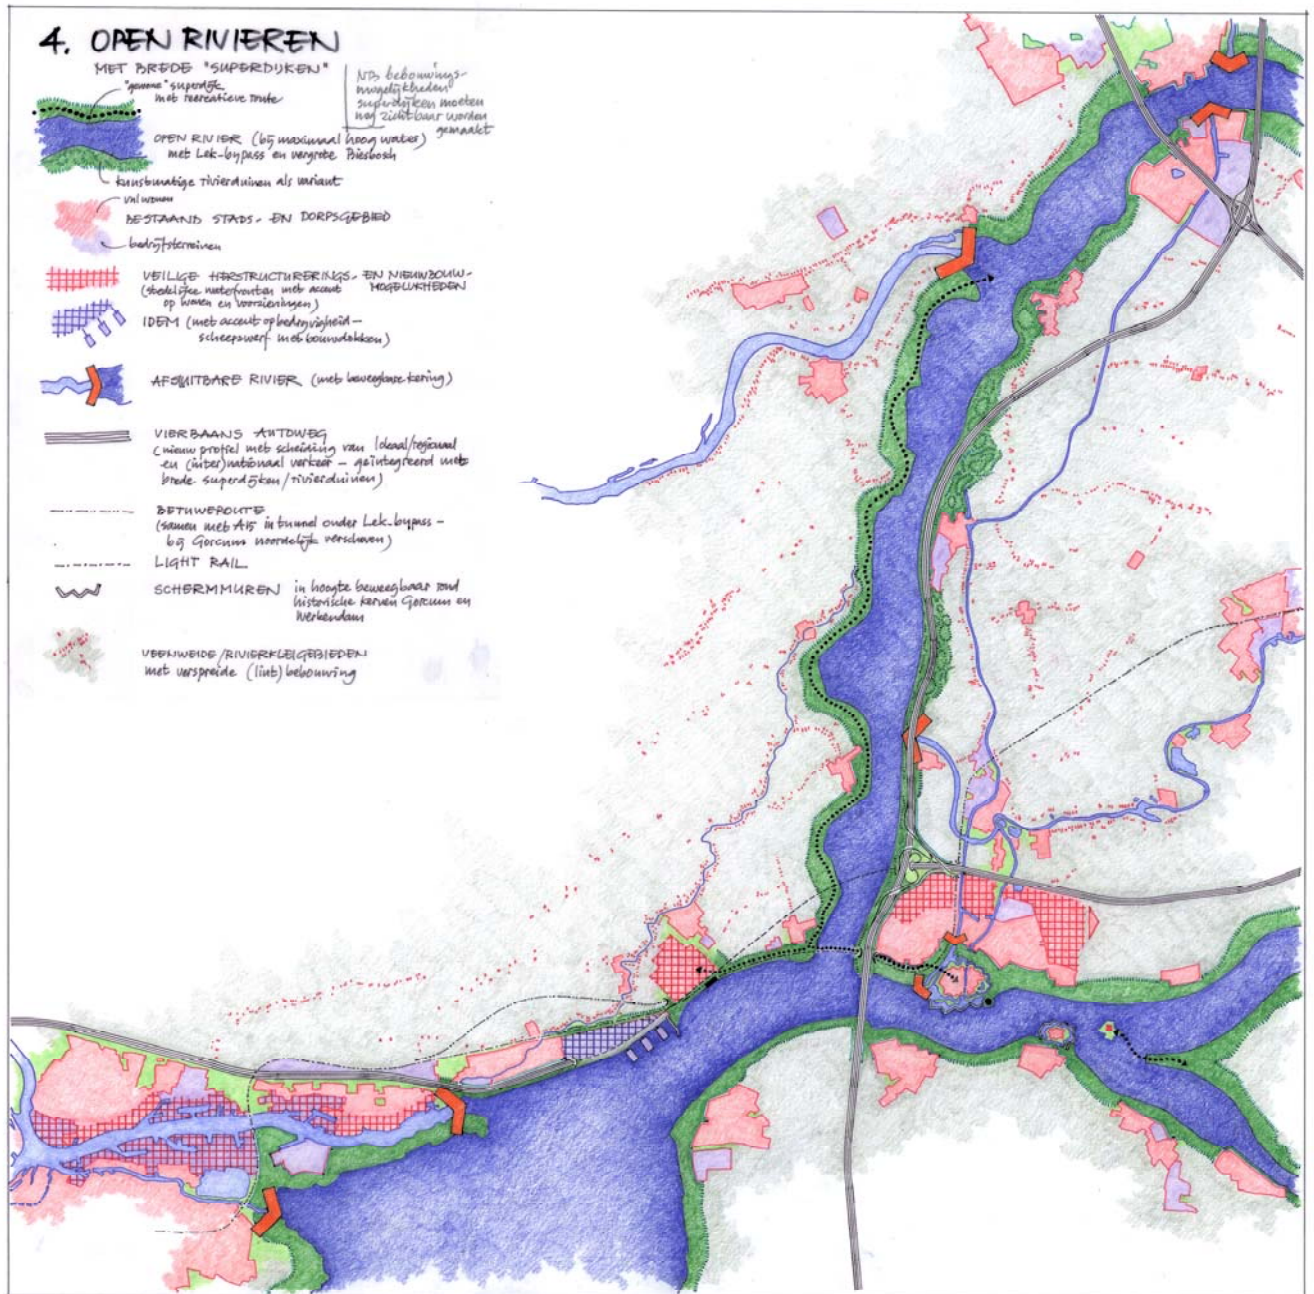 4. OPEN RIVIEREN
MET BREDE "SUPERDIJKEN"
"gewone" superdijk
met recreatieve route
NB bebouwings-
mogelijkheden
superdijken moeten
nog zichtbaar worden
gemaakt
OPEN RIVIER (bij maximaal hoog water)
met Lek-bypass en vergrote Biesbosch
kunstmatige rivierduinen als variant
BESTAAND STADS- EN DORPSGEBIED
bedrijfsterreinen
VEILIGE HERSTRUCTURERINGS- EN NIEUWBOUW-
MOGELIJKHEDEN
(stedelijke waterfronten met accent
op wonen en voorzieningen)
IDEM (met accent op bedrijvigheid –
scheepswerf met bouwdokken)
AFSLUITBARE RIVIER (met beweegbare kering)
VIERBAANS AUTOWEG
(nieuw profiel met scheiding van lokaal/regionaal
en (inter)nationaal verkeer – geïntegreerd met
brede superdijken/rivierduinen)
BETUWEROUTE
(samen met A15 in tunnel onder Lek-bypass –
bij Gorcum noordelijk verschoven)
LIGHT RAIL
SCHERMMUREN in hoogte beweegbaar rond
historische kernen Gorcum en
Werkendam
VEENWEIDE/RIVIERKLEIGEBIEDEN
met verspreide (lint) bebouwing